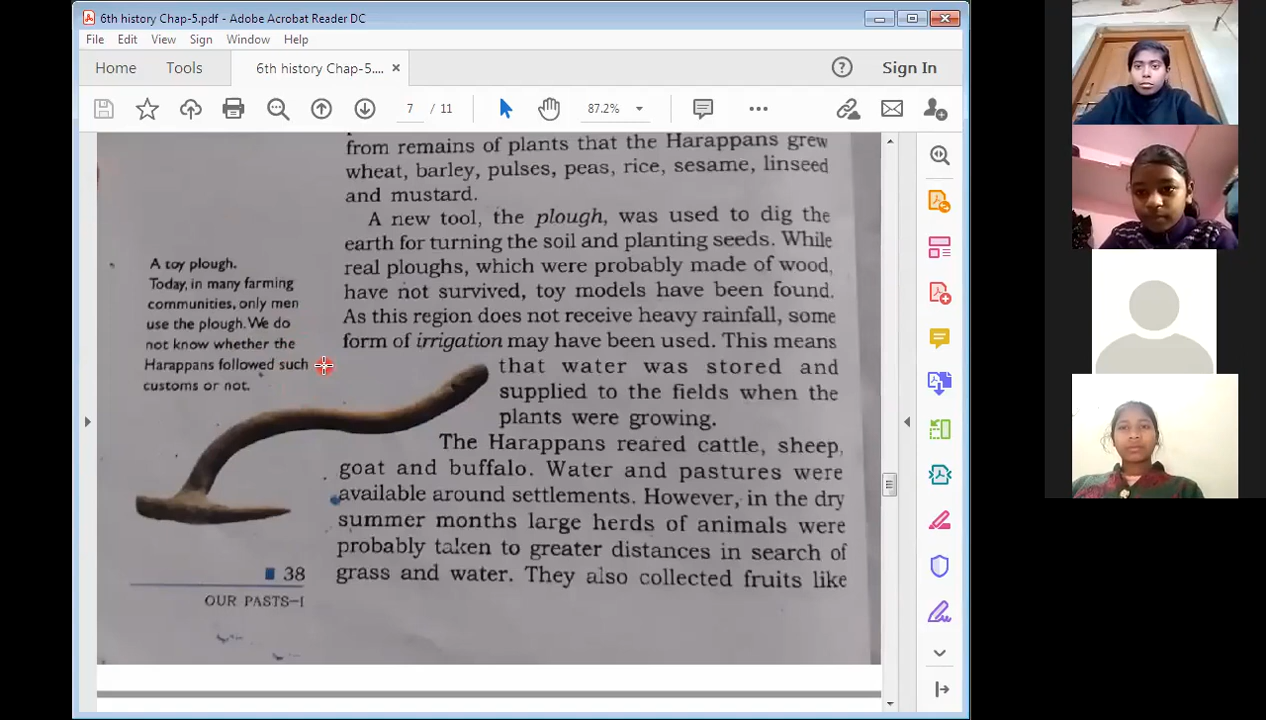 6th history Chap-5.pdf - Adobe Acrobat Reader DC
File Edit View Sign Window Help
Home Tools 6th history Chap-5.... × Sign In
7 / 11 87.2%
from remains of plants that the Harappans grew
wheat, barley, pulses, peas, rice, sesame, linseed
and mustard.
A new tool, the plough, was used to dig the
earth for turning the soil and planting seeds. While
real ploughs, which were probably made of wood,
have not survived, toy models have been found.
As this region does not receive heavy rainfall, some
form of irrigation may have been used. This means
that water was stored and
supplied to the fields when the
plants were growing.
The Harappans reared cattle, sheep,
goat and buffalo. Water and pastures were
available around settlements. However, in the dry
summer months large herds of animals were
probably taken to greater distances in search of
grass and water. They also collected fruits like
A toy plough.
Today, in many farming
communities, only men
use the plough. We do
not know whether the
Harappans followed such
customs or not.
38
OUR PASTS–I